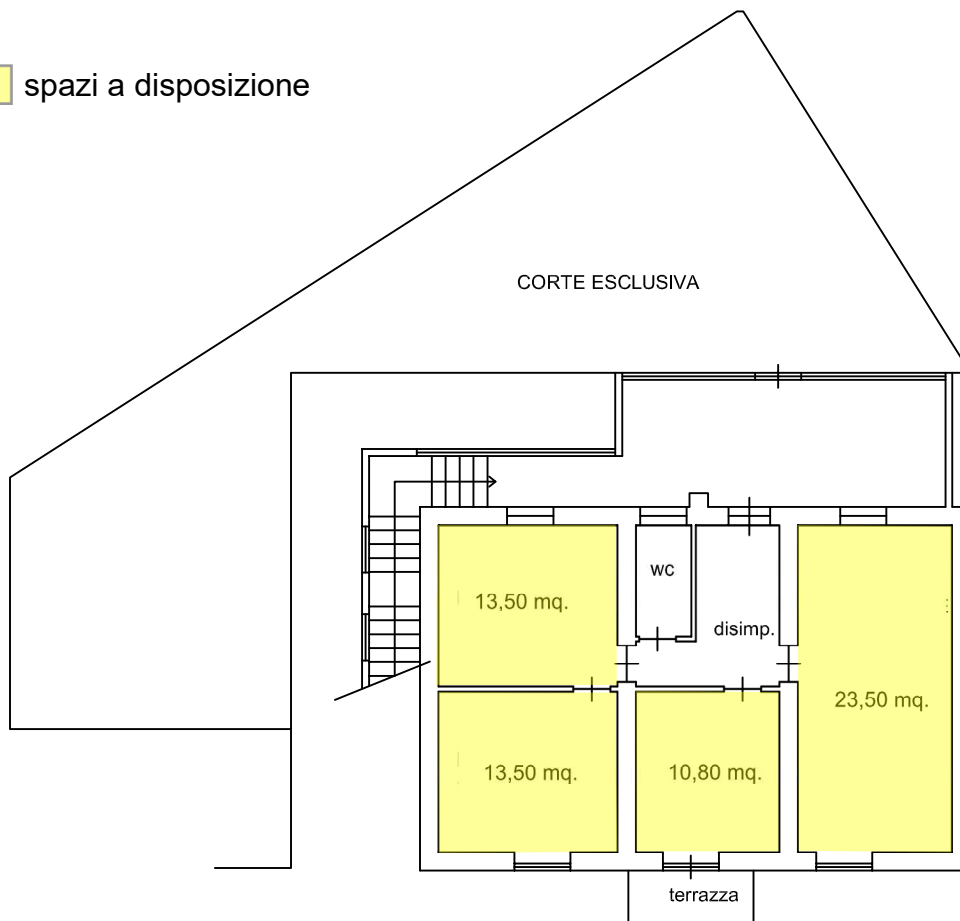 spazi a disposizione
CORTE ESCLUSIVA
wc
13,50 mq.
disimp.
23,50 mq.
13,50 mq.
10,80 mq.
terrazza